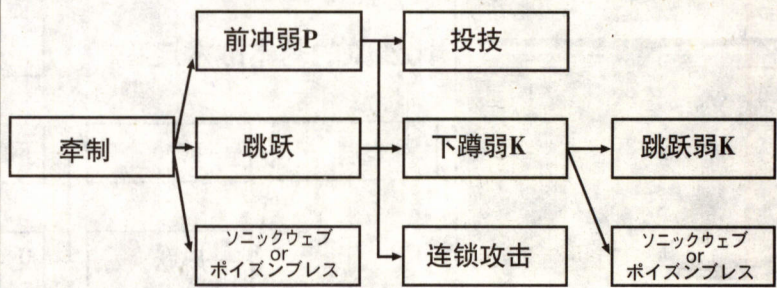 前冲弱P
投技
牵制
跳跃
下蹲弱K
跳跃弱K
ソニックウェブ
or
ポイズンブレス
连锁攻击
ソニックウェブ
or
ポイズンブレス